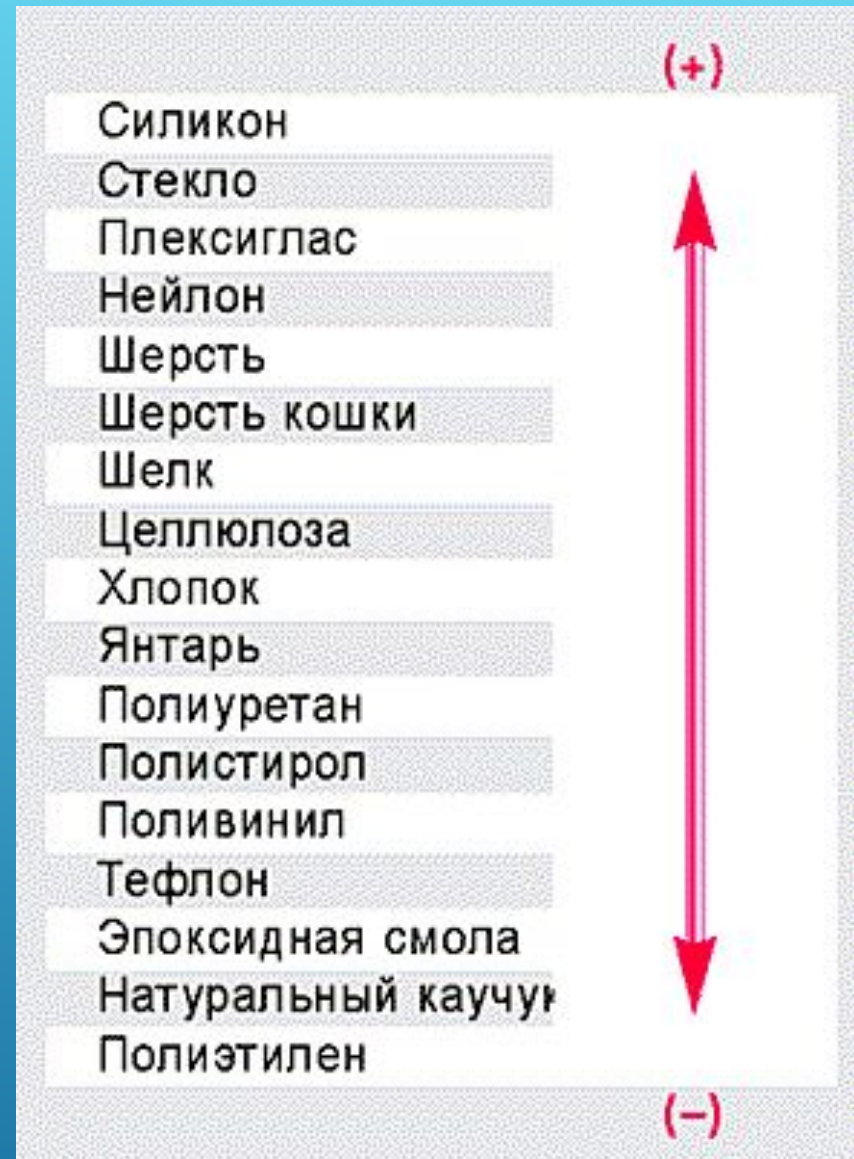 (+)
Силикон
Стекло
Плексиглас
Нейлон
Шерсть
Шерсть кошки
Шелк
Целлюлоза
Хлопок
Янтарь
Полиуретан
Полистирол
Поливинил
Тефлон
Эпоксидная смола
Натуральный каучук
Полиэтилен
(–)